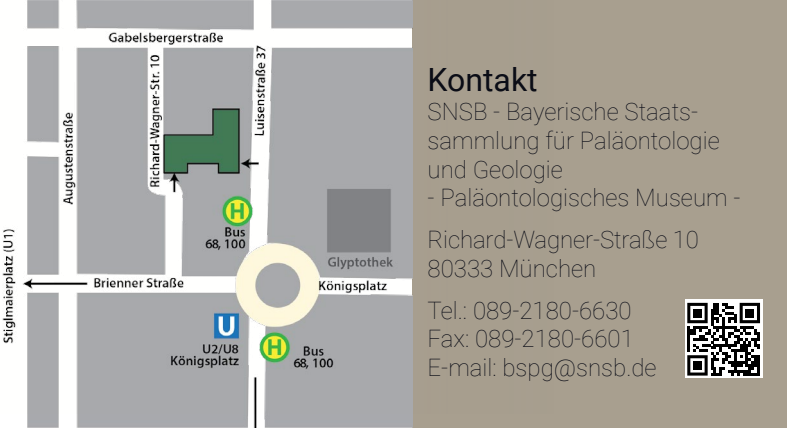 Gabelsbergerstraße
Richard-Wagner-Str. 10
Luisenstraße 37
Augustenstraße
H
Bus
68, 100
Glyptothek
Stiglmaierplatz (U1)
Brienner Straße
Königsplatz
U
U2/U8
Königsplatz
H
Bus
68, 100
Kontakt
SNSB - Bayerische Staats-
sammlung für Paläontologie
und Geologie
- Paläontologisches Museum -
Richard-Wagner-Straße 10
80333 München
Tel.: 089-2180-6630
Fax: 089-2180-6601
E-mail: bspg@snsb.de